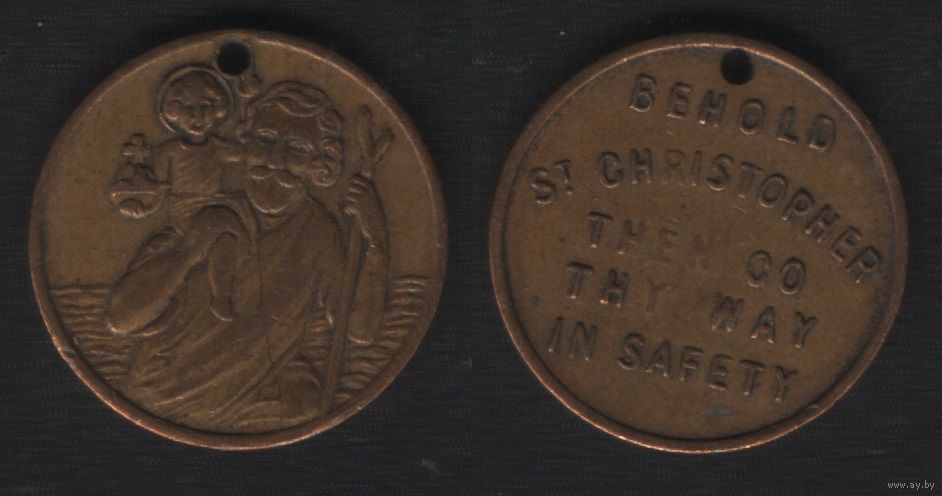 BEHOLD
ST CHRISTOPHER
THEN GO
THY WAY
IN SAFETY
www.ay.by